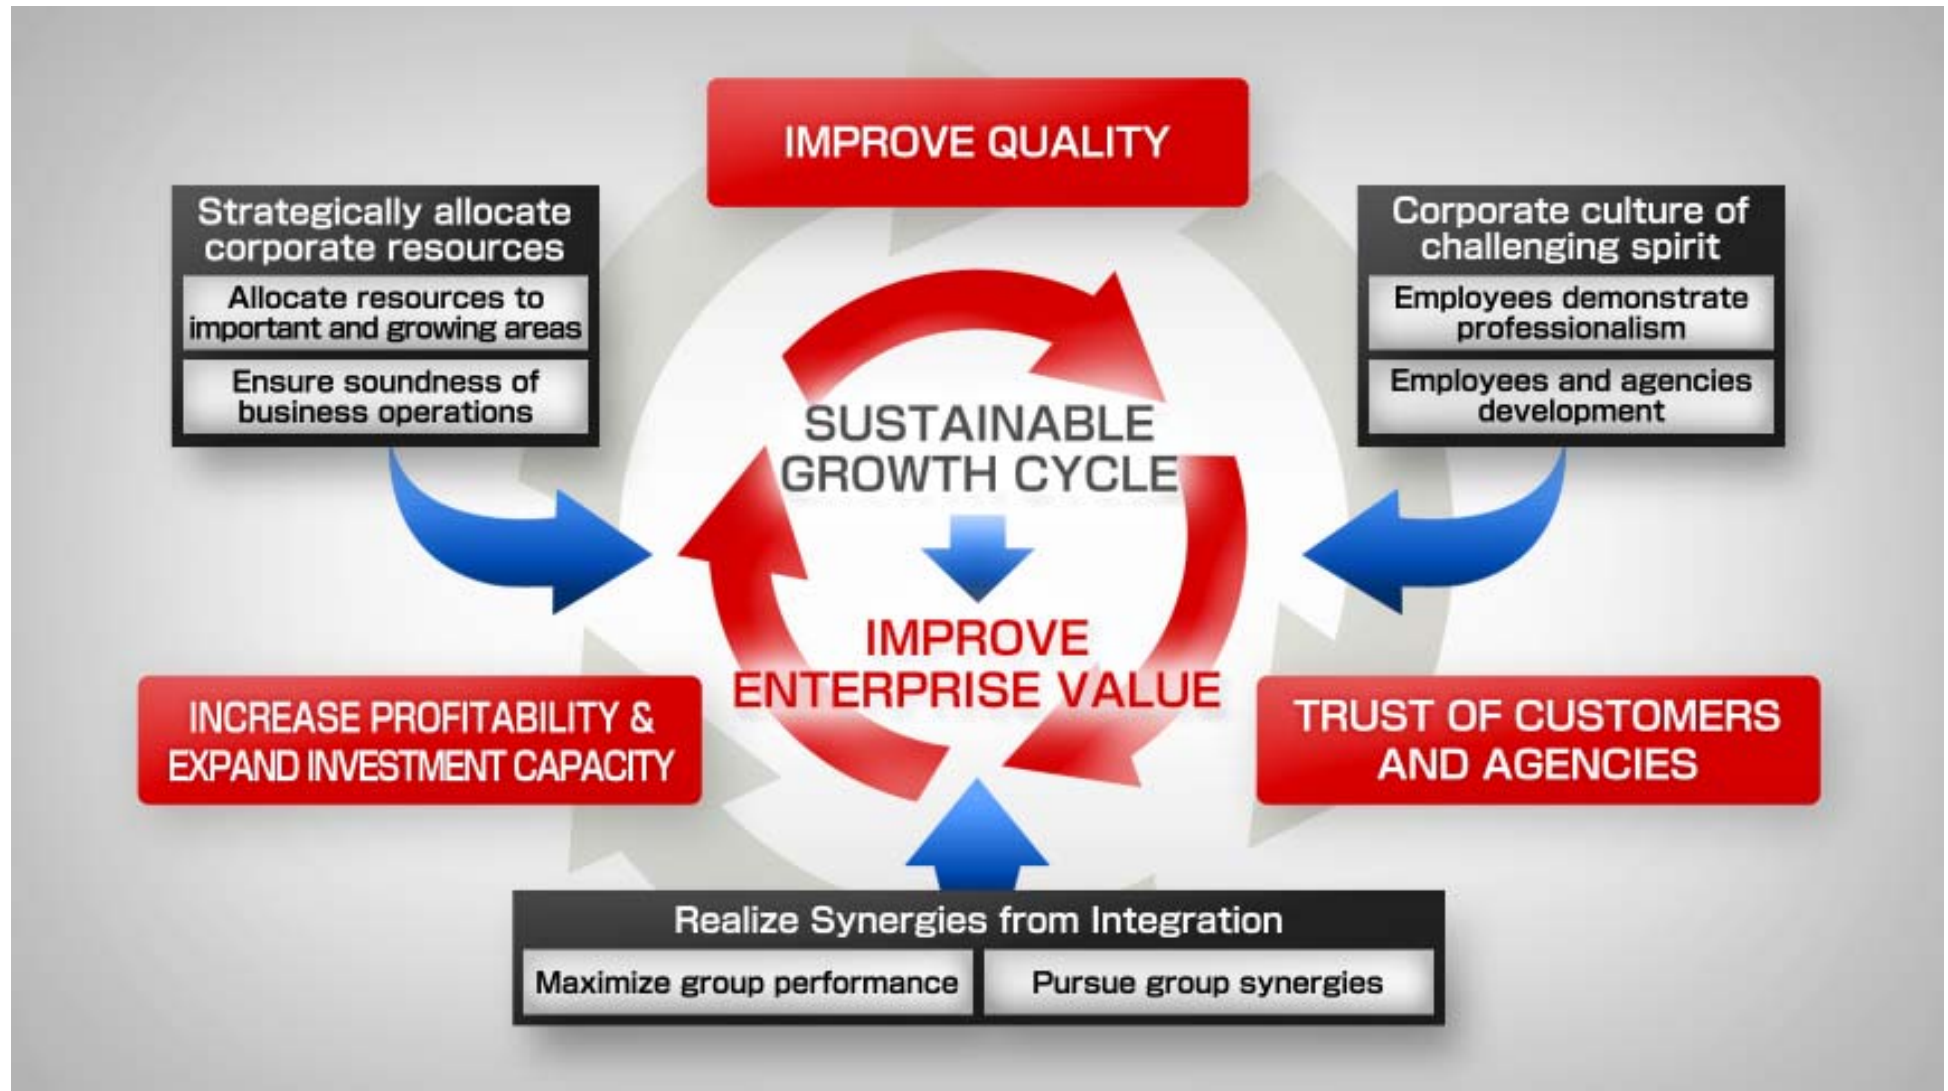 IMPROVE QUALITY
Strategically allocate
corporate resources
Allocate resources to
important and growing areas
Ensure soundness of
business operations
Corporate culture of
challenging spirit
Employees demonstrate
professionalism
Employees and agencies
development
SUSTAINABLE
GROWTH CYCLE
IMPROVE
ENTERPRISE VALUE
INCREASE PROFITABILITY &
EXPAND INVESTMENT CAPACITY
TRUST OF CUSTOMERS
AND AGENCIES
Realize Synergies from Integration
Maximize group performance
Pursue group synergies